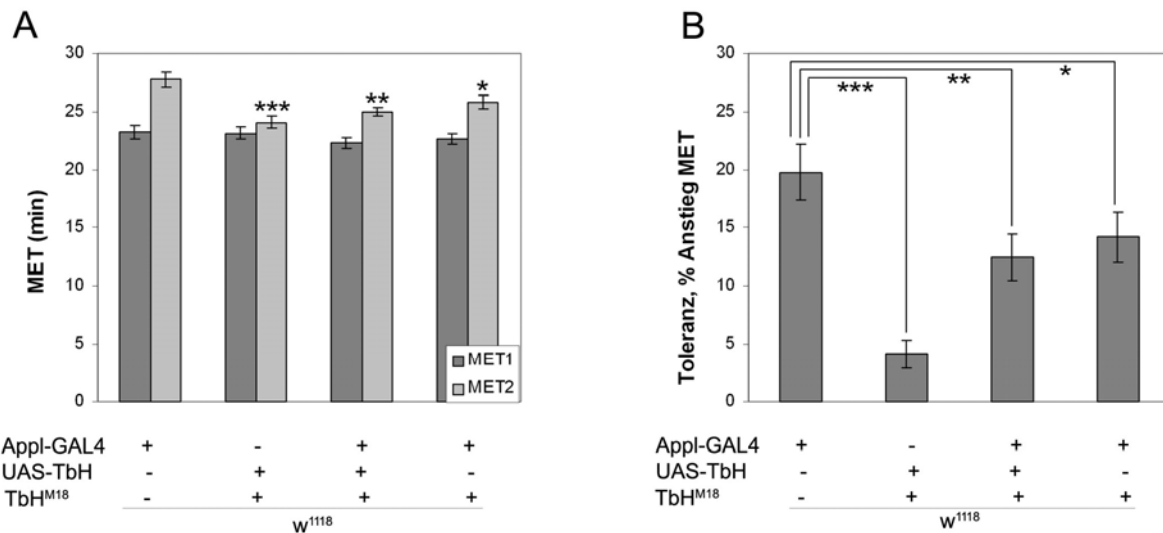 A
30
25
20
15
10
5
0
MET (min)
***
**
*
MET1
MET2
Appl-GAL4 + - + +
UAS-TbH - + + -
TbHM18 - + + +
w1118
B
30
25
20
15
10
5
0
Toleranz, % Anstieg MET
***
**
*
Appl-GAL4 + - + +
UAS-TbH - + + -
TbHM18 - + + +
w1118